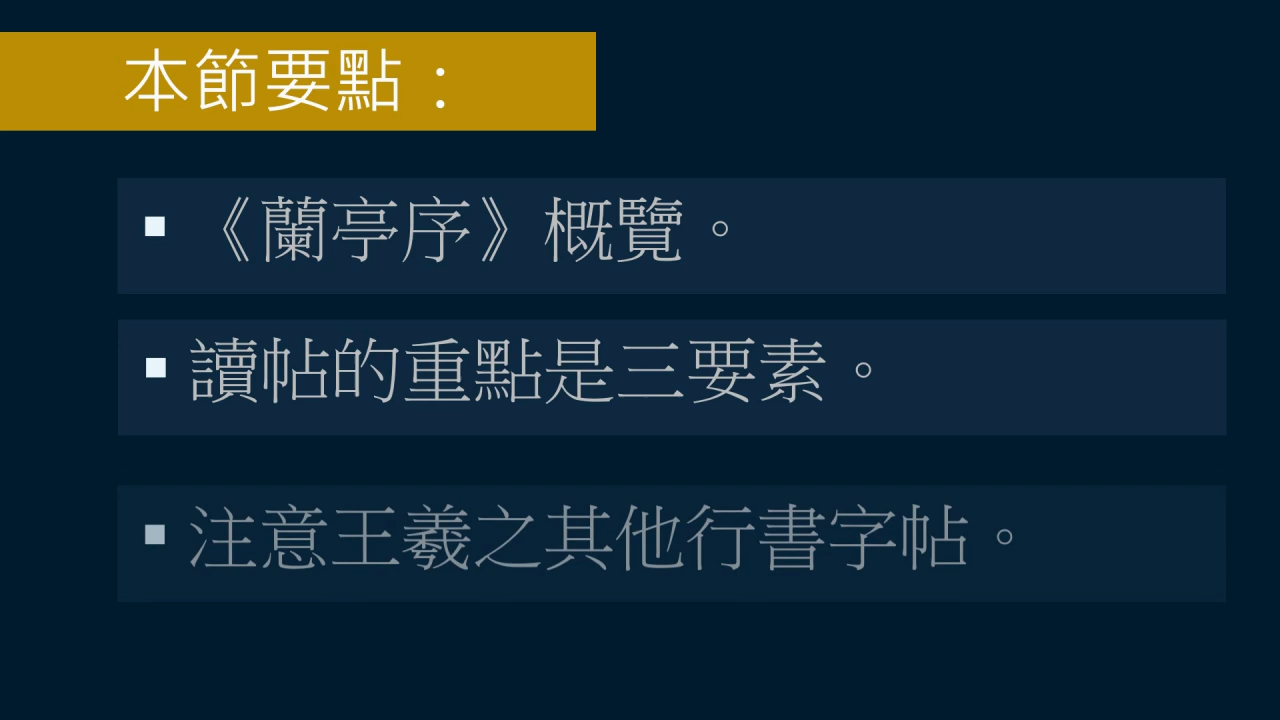 本節要點：
《蘭亭序》概覽。
讀帖的重點是三要素。
注意王羲之其他行書字帖。